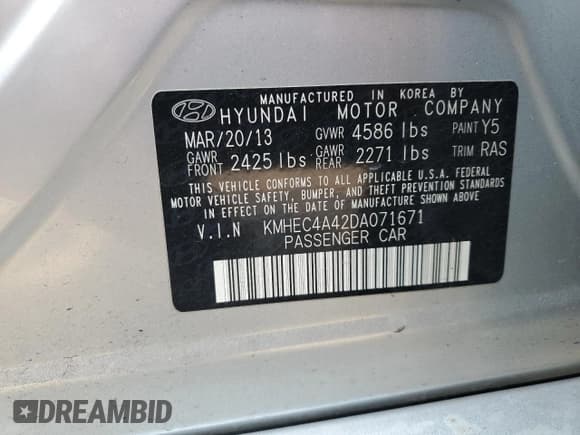 MANUFACTURED IN KOREA BY
HYUNDAI MOTOR COMPANY
MAR/20/13 GVWR 4586 lbs PAINT Y5
GAWR FRONT 2425 lbs GAWR REAR 2271 lbs TRIM RAS
THIS VEHICLE CONFORMS TO ALL APPLICABLE U.S.A. FEDERAL
MOTOR VEHICLE SAFETY, BUMPER, AND THEFT PREVENTION STANDARDS
IN EFFECT ON THE DATE OF MANUFACTURE SHOWN ABOVE
V.I.N KMHEC4A42DA071671
PASSENGER CAR
DREAMBID